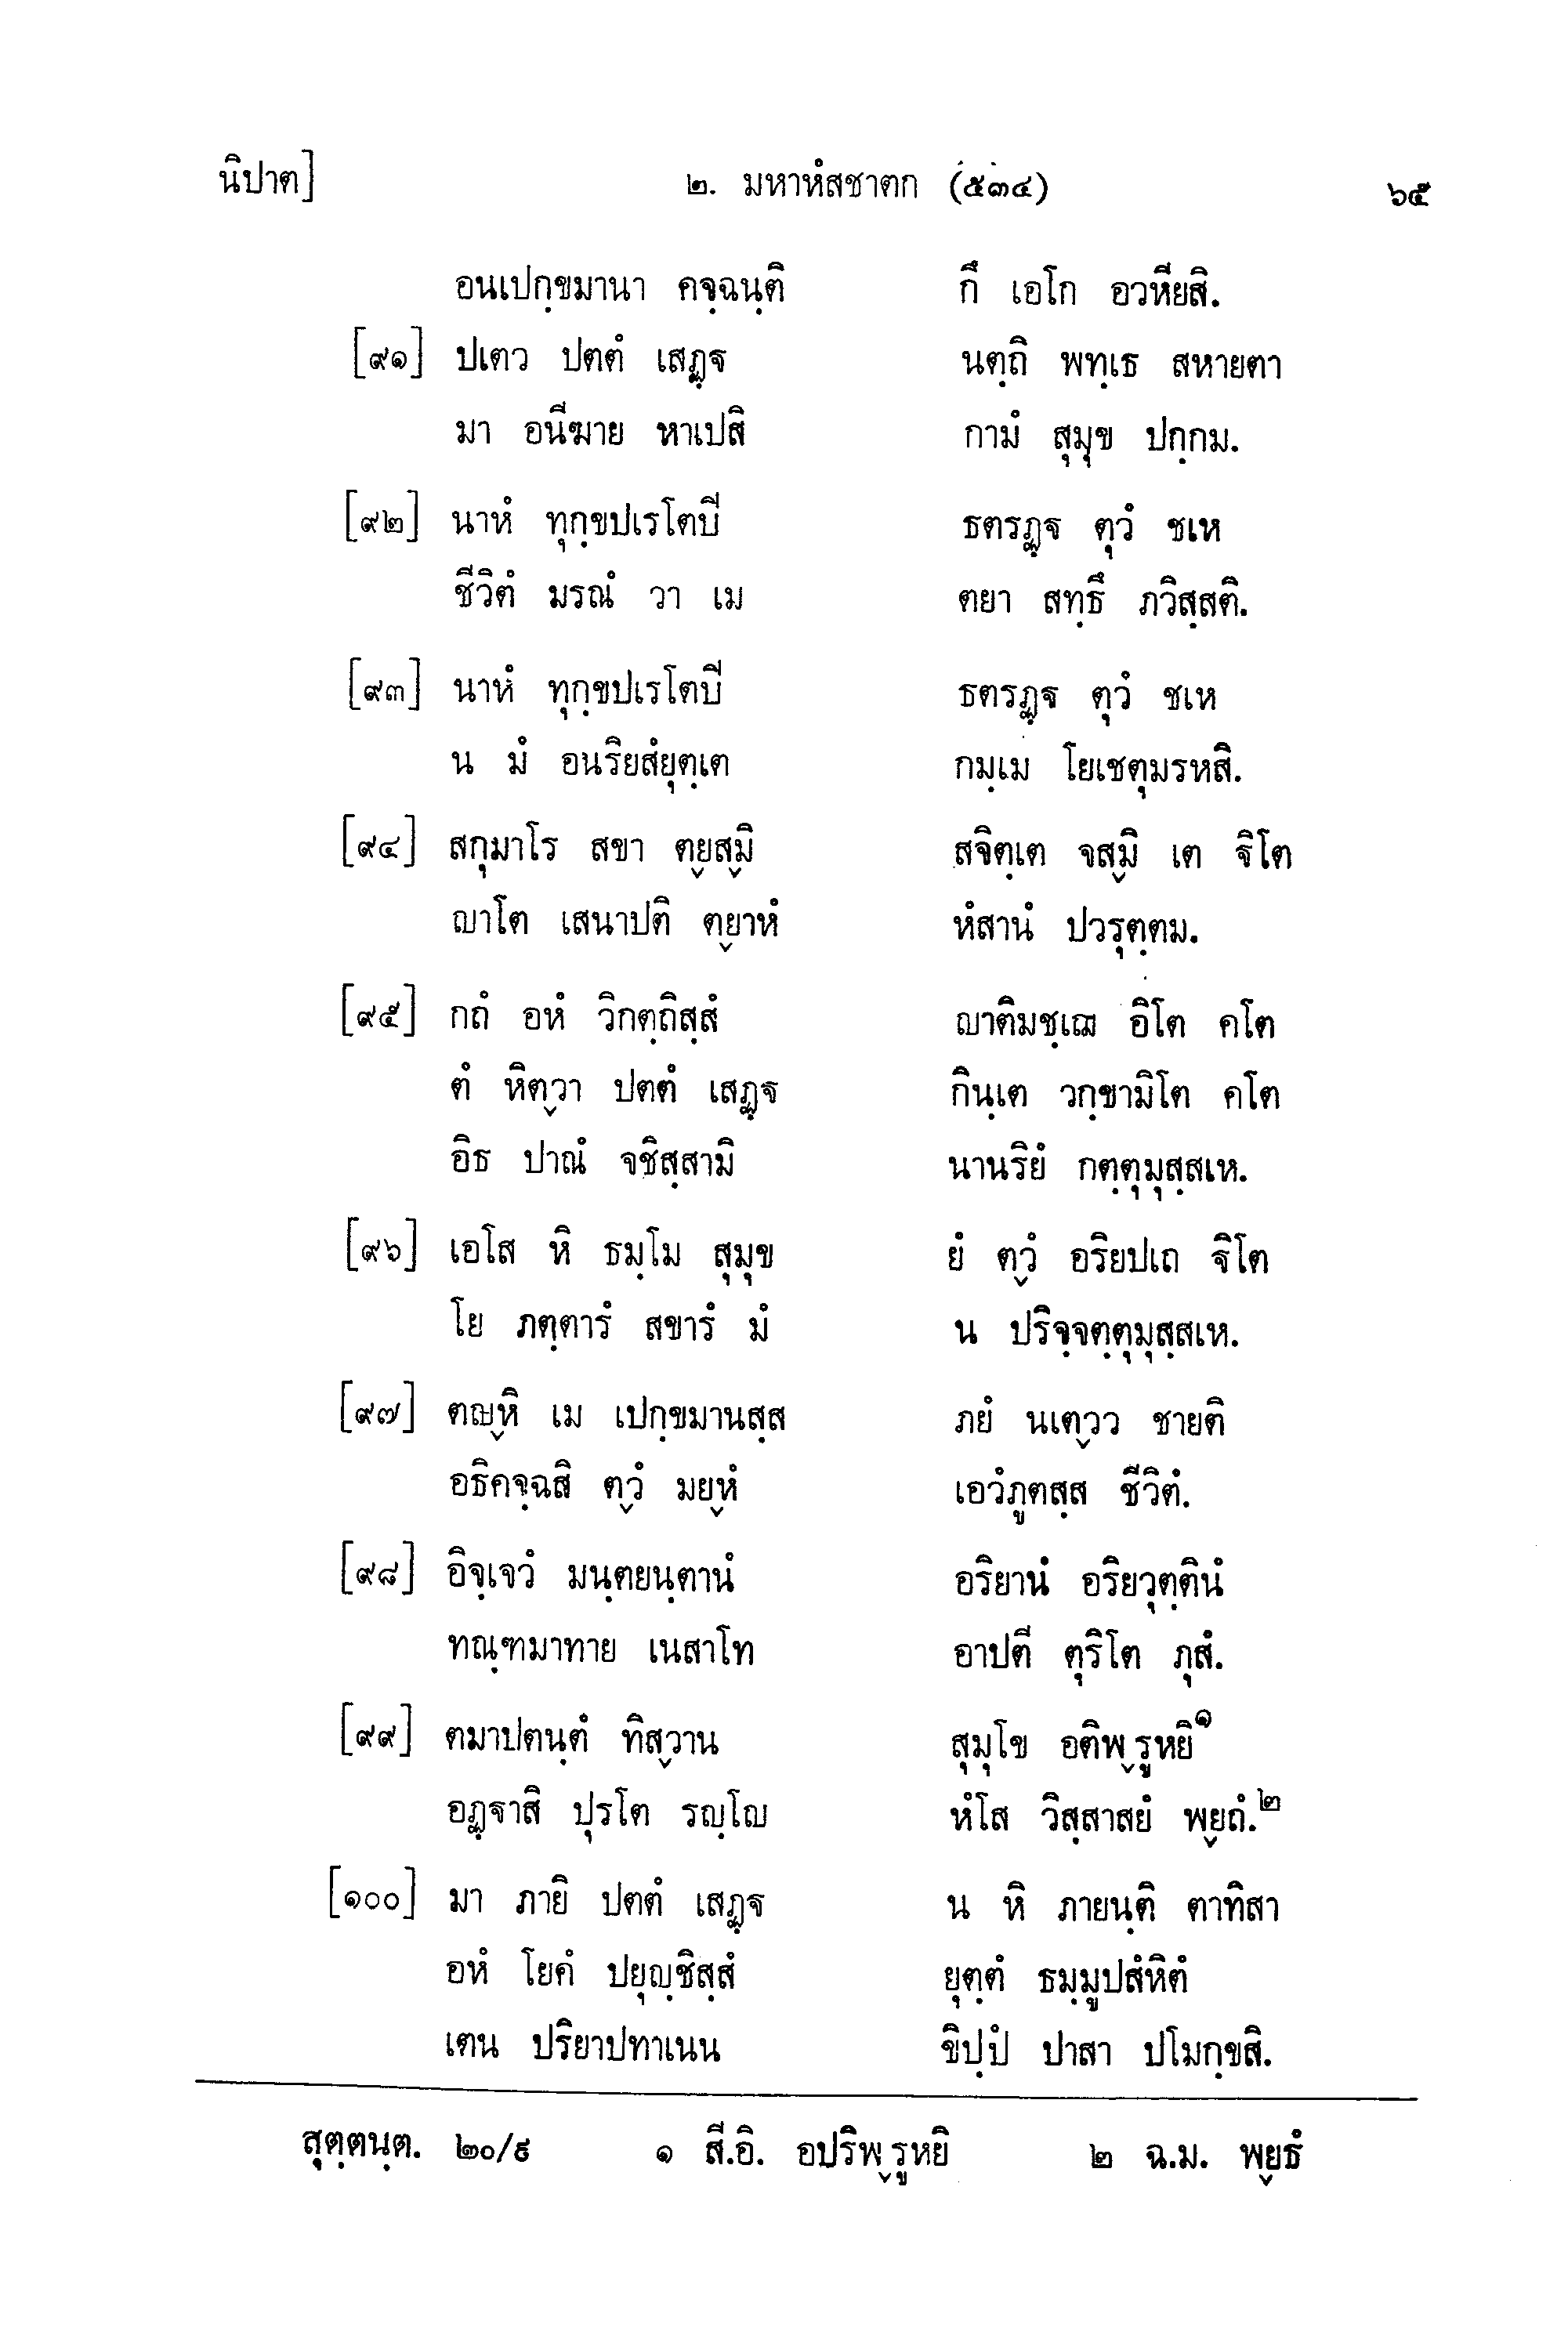 นิปาต] ๒. มหาหํสชาตก (๕๓๔) ๖๕
อนเปกฺขมานา คจฺฉนฺติ กึ เอโก อวหียสิ.
[๙๑] ปเตว ปตตํ เสฏฺฐ นตฺถิ พทฺเธ สหายตา
มา อนีฆาย หาเปสิ กามํ สุมุข ปกฺกม.
[๙๒] นาหํ ทุกฺขปเรโตปี ธตรฏฺฐ ตุวํ ชเห
ชีวิตํ มรณํ วา เม ตยา สทฺธึ ภวิสฺสติ.
[๙๓] นาหํ ทุกฺขปเรโตปี ธตรฏฺฐ ตุวํ ชเห
น มํ อนริยสํยุตฺเต กมฺเม โยเชตุมรหสิ.
[๙๔] สกุมาโร สขา ตฺยสฺมิ สจิตฺเต จสฺมิ เต ฐิโต
ญาโต เสนาปติ ตฺยาหํ หํสานํ ปวรุตฺตม.
[๙๕] กถํ อหํ วิกตฺถิสฺสํ ญาติมชฺเฌ อิโต คโต
ตํ หิตฺวา ปตตํ เสฏฺฐ กินฺเต วกฺขามิโต คโต
อิธ ปาณํ จชิสฺสามิ นานริยํ กตฺตุมุสฺสเห.
[๙๖] เอโส หิ ธมฺโม สุมุข ยํ ตฺวํ อริยปเถ ฐิโต
โย ภตฺตารํ สขารํ มํ น ปริจฺจตฺตุมุสฺสเห.
[๙๗] ตญฺหิ เม เปกฺขมานสฺส ภยํ นเตฺวว ชายติ
อธิคจฺฉสิ ตฺวํ มยฺหํ เอวํภูตสฺส ชีวิตํ.
[๙๘] อิจฺเจวํ มนฺตยนฺตานํ อริยานํ อริยวุตฺตินํ
ทณฺฑมาทาย เนสาโท อาปตี ตุริโต ภุสํ.
[๙๙] ตมาปตนฺตํ ทิสฺวาน สุมุโข อติพฺรูหยิ๑
อฏฺฐาสิ ปุรโต รญฺโญ หํโส วิสฺสาสยํ พฺยถํ.๒
[๑๐๐] มา ภายิ ปตตํ เสฏฺฐ น หิ ภายนฺติ ตาทิสา
อหํ โยคํ ปยุญฺชิสฺสํ ยุตฺตํ ธมฺมูปสํหิตํ
เตน ปริยาปทาเนน ขิปฺปํ ปาสา ปโมกฺขสิ.
สุตฺตนฺต. ๒๐/๙ ๑ สี.อิ. อปริพฺรูหยิ ๒ ฉ.ม. พฺยธํ